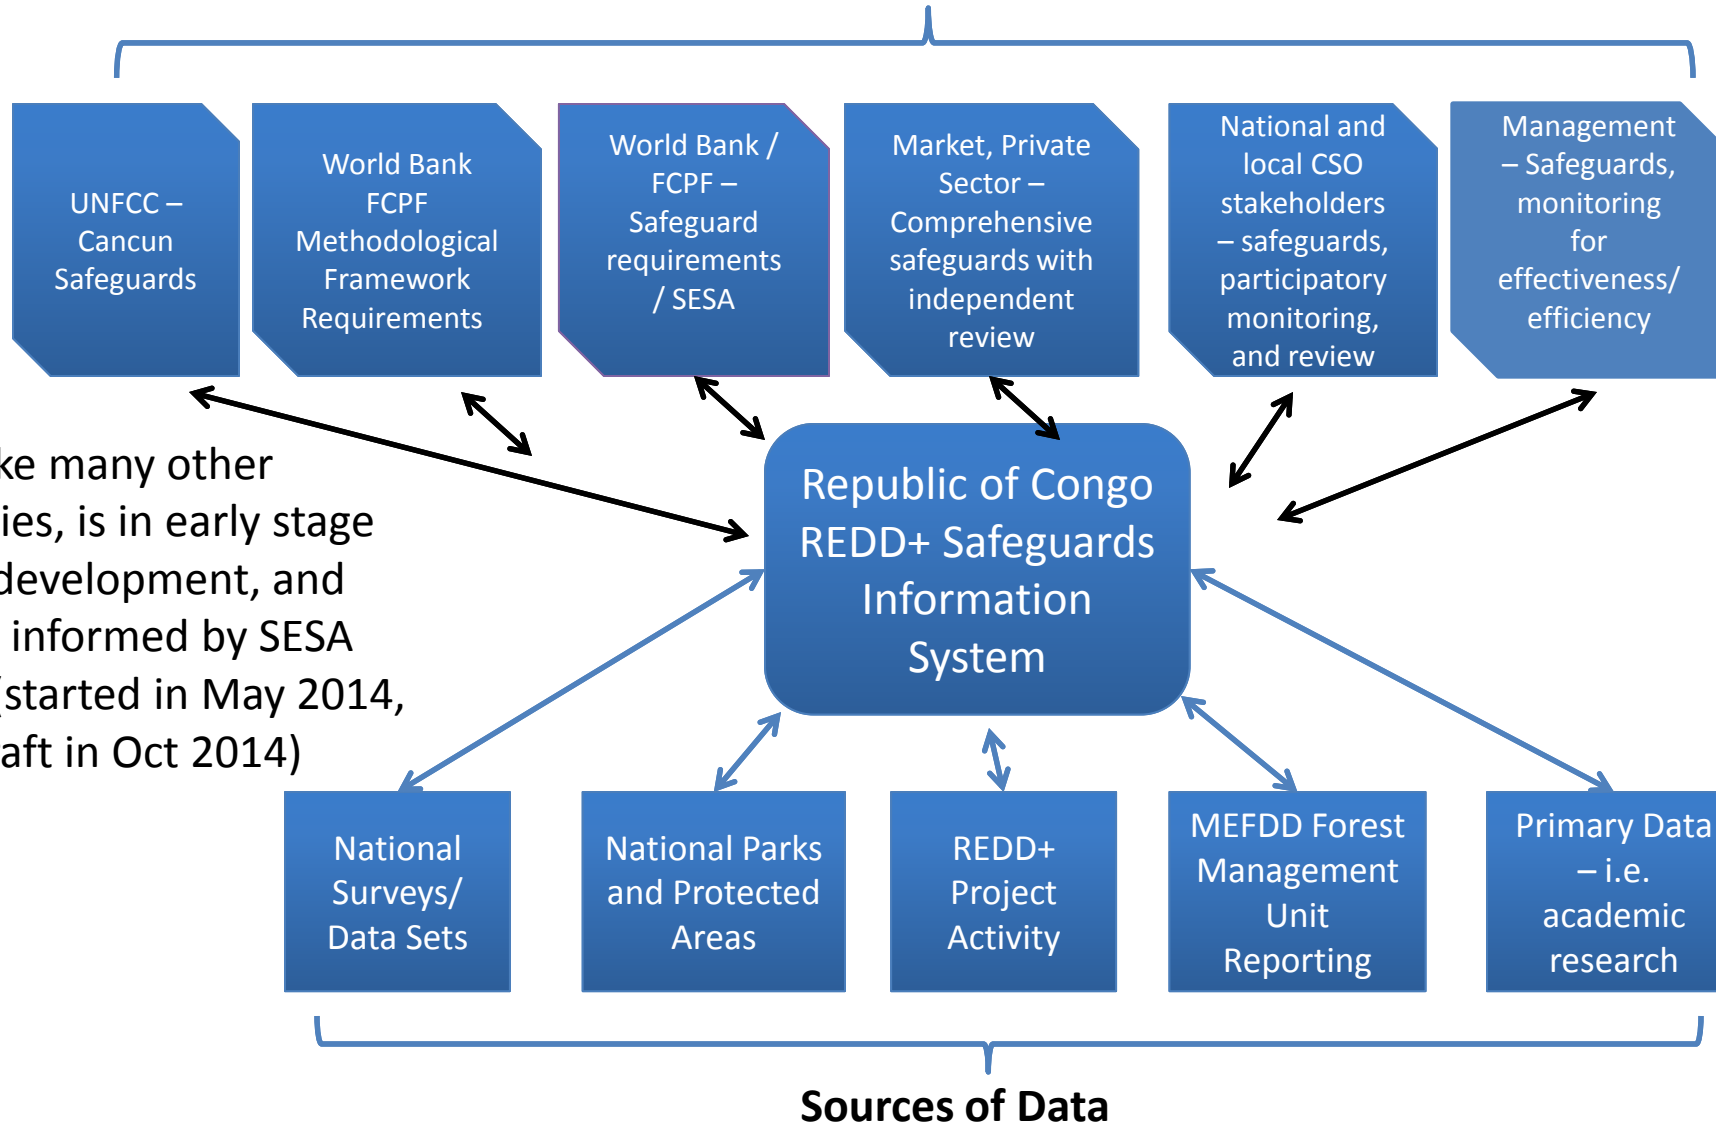 UNFCC –
Cancun
Safeguards
World Bank
FCPF
Methodological
Framework
Requirements
World Bank /
FCPF –
Safeguard
requirements
/ SESA
Market, Private
Sector –
Comprehensive
safeguards with
independent
review
National and
local CSO
stakeholders
– safeguards,
participatory
monitoring,
and review
Management
– Safeguards,
monitoring
for
effectiveness/
efficiency
ke many other
ies, is in early stage
development, and
informed by SESA
(started in May 2014,
aft in Oct 2014)
Republic of Congo
REDD+ Safeguards
Information
System
National
Surveys/
Data Sets
National Parks
and Protected
Areas
REDD+
Project
Activity
MEFDD Forest
Management
Unit
Reporting
Primary Data
– i.e.
academic
research
Sources of Data